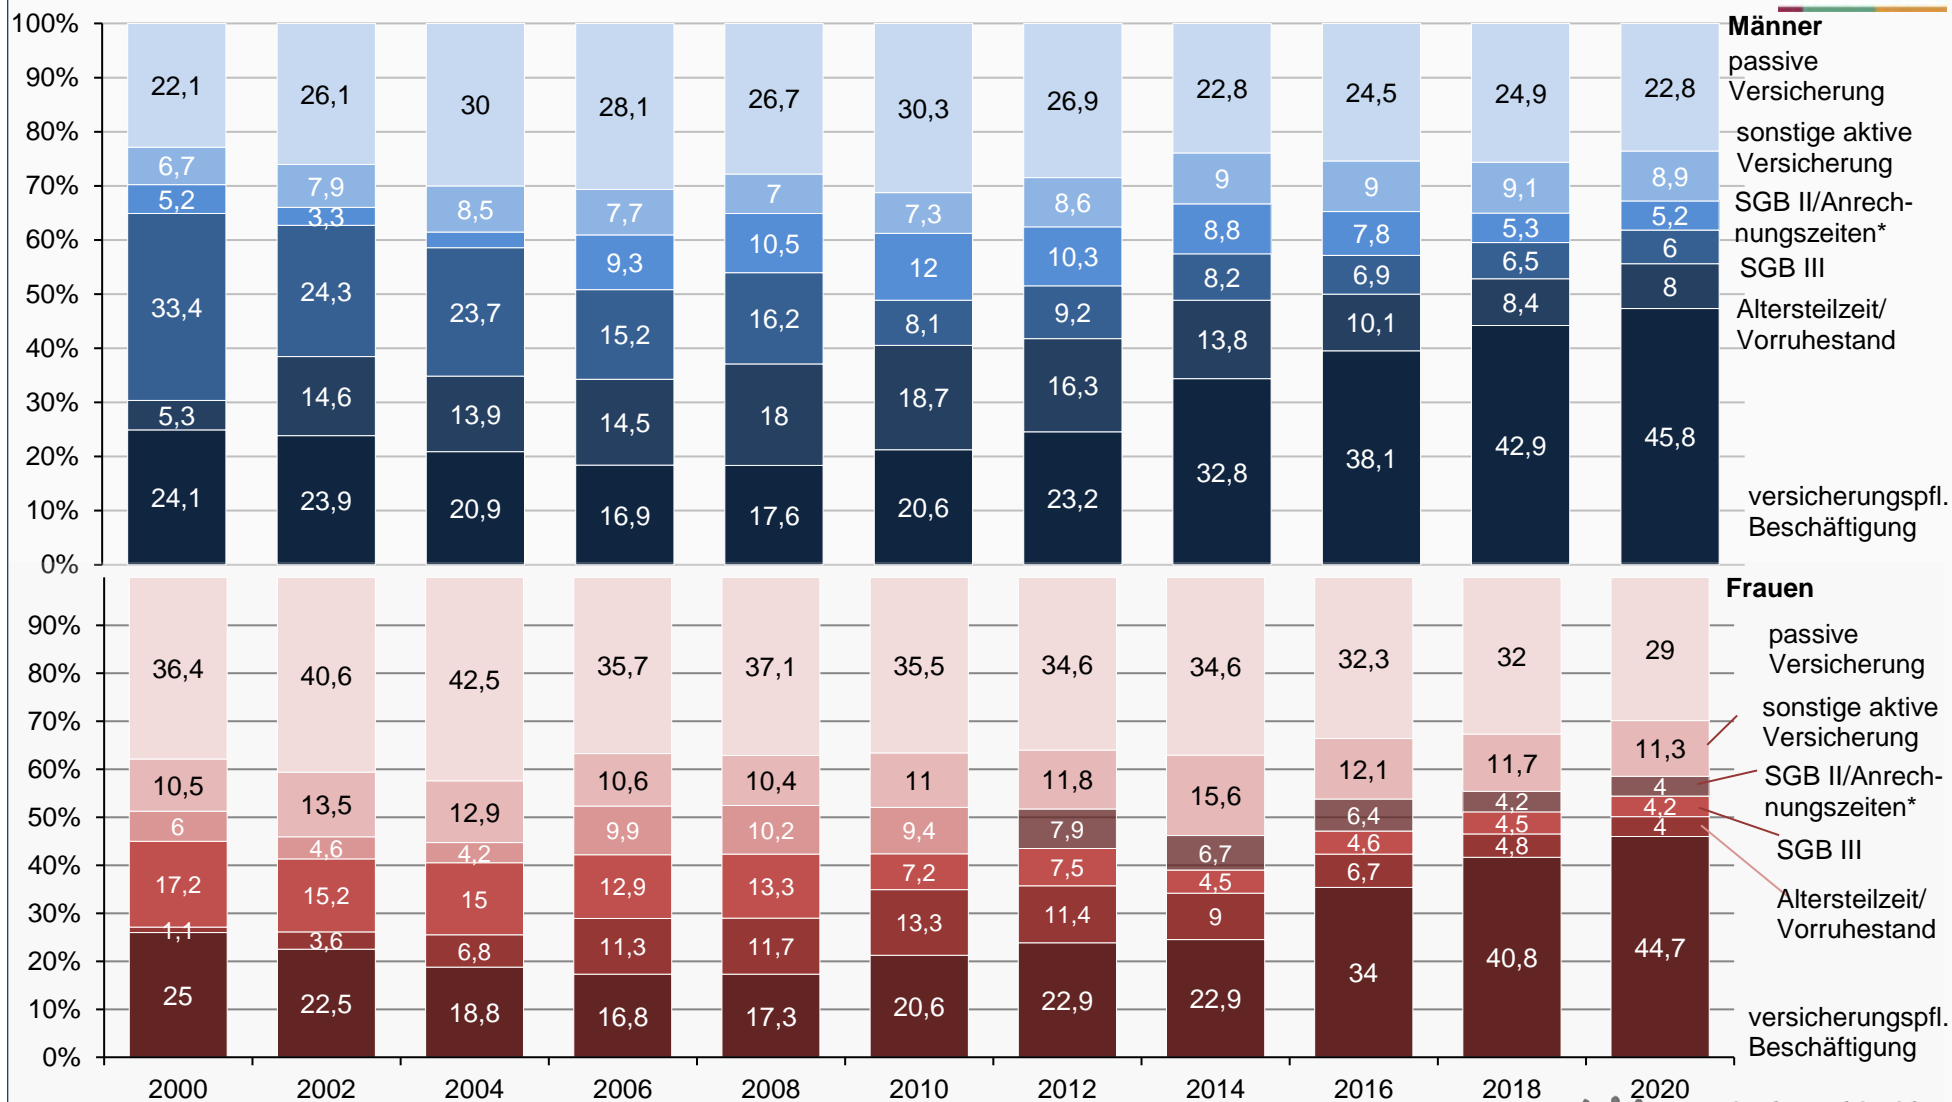 Männer
100%
90%
80%
70%
60%
50%
40%
30%
20%
10%
0%
22,1 26,1 30 28,1 26,7 30,3 26,9 22,8 24,5 24,9 22,8
6,7 7,9 8,5 7,7 7 7,3 8,6 9 9 9,1 8,9
5,2 3,3 9,3 10,5 12 10,3 8,8 7,8 5,3 5,2
33,4 24,3 23,7 15,2 16,2 8,1 9,2 8,2 6,9 6,5 6
5,3 14,6 13,9 14,5 18 18,7 16,3 13,8 10,1 8,4 8
24,1 23,9 20,9 16,9 17,6 20,6 23,2 32,8 38,1 42,9 45,8
passive
Versicherung
sonstige aktive
Versicherung
SGB II/Anrech-
nungszeiten*
SGB III
Altersteilzeit/
Vorruhestand
versicherungspfl.
Beschäftigung
Frauen
90%
80%
70%
60%
50%
40%
30%
20%
10%
0%
36,4 40,6 42,5 35,7 37,1 35,5 34,6 34,6 32,3 32 29
10,5 13,5 12,9 10,6 10,4 11 11,8 15,6 12,1 11,7 11,3
6 4,6 4,2 9,9 10,2 9,4 7,9 6,7 6,4 4,2 4
17,2 15,2 15 12,9 13,3 7,2 7,5 4,5 4,6 4,5 4,2
1,1 3,6 6,8 11,3 11,7 13,3 11,4 9 6,7 4,8 4
25 22,5 18,8 16,8 17,3 20,6 22,9 22,9 34 40,8 44,7
passive
Versicherung
sonstige aktive
Versicherung
SGB II/Anrech-
nungszeiten*
SGB III
Altersteilzeit/
Vorruhestand
versicherungspfl.
Beschäftigung
2000 2002 2004 2006 2008 2010 2012 2014 2016 2018 2020